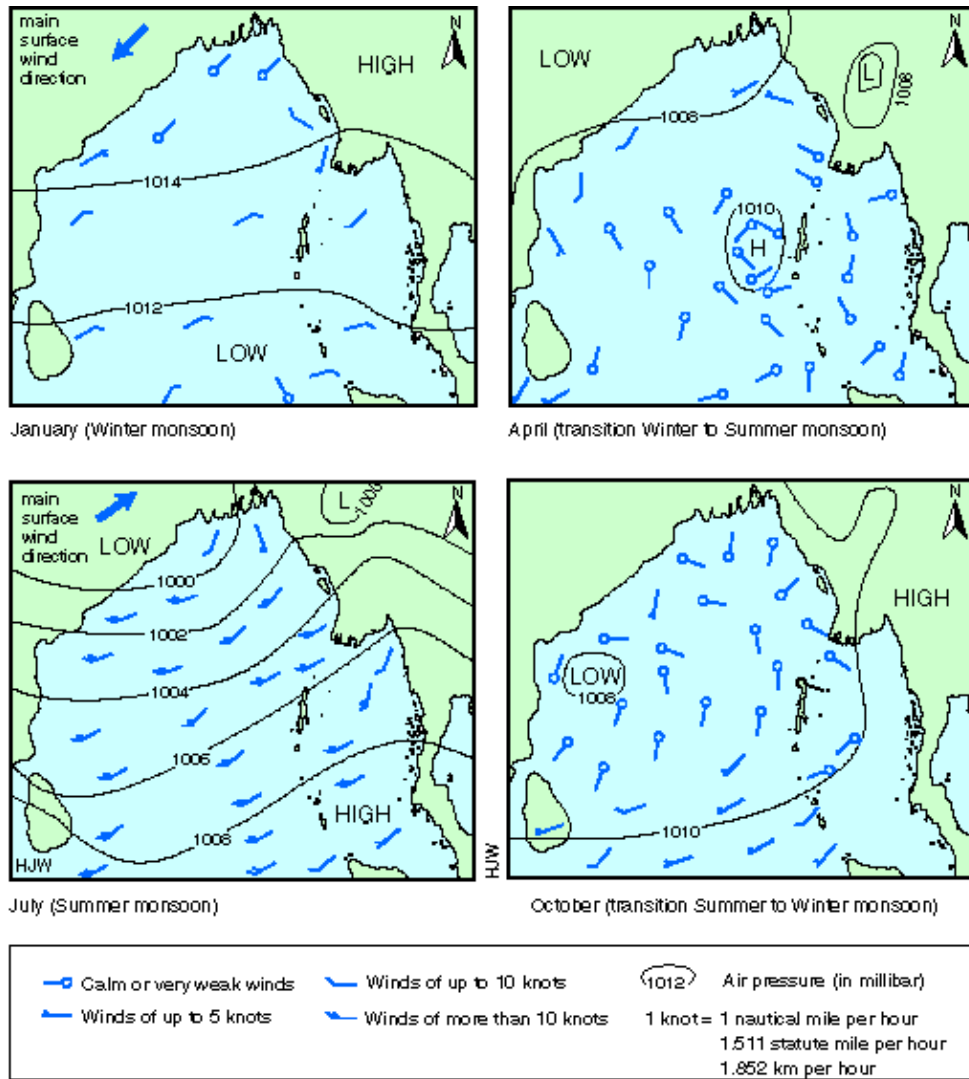 main
surface
wind
direction
N
HIGH
1014
1012
LOW
January (Winter monsoon)
N
LOW
L
1008
1008
1010
H
April (transition Winter to Summer monsoon)
main
surface
wind
direction
LOW
L
1006
N
1000
1002
1004
1006
1008
HIGH
HJW
July (Summer monsoon)
N
HIGH
LOW
1008
1010
HJW
October (transition Summer to Winter monsoon)
Calm or very weak winds
Winds of up to 5 knots
Winds of up to 10 knots
Winds of more than 10 knots
1012
Air pressure (in millibar)
1 knot = 1 nautical mile per hour
1.511 statute mile per hour
1.852 km per hour